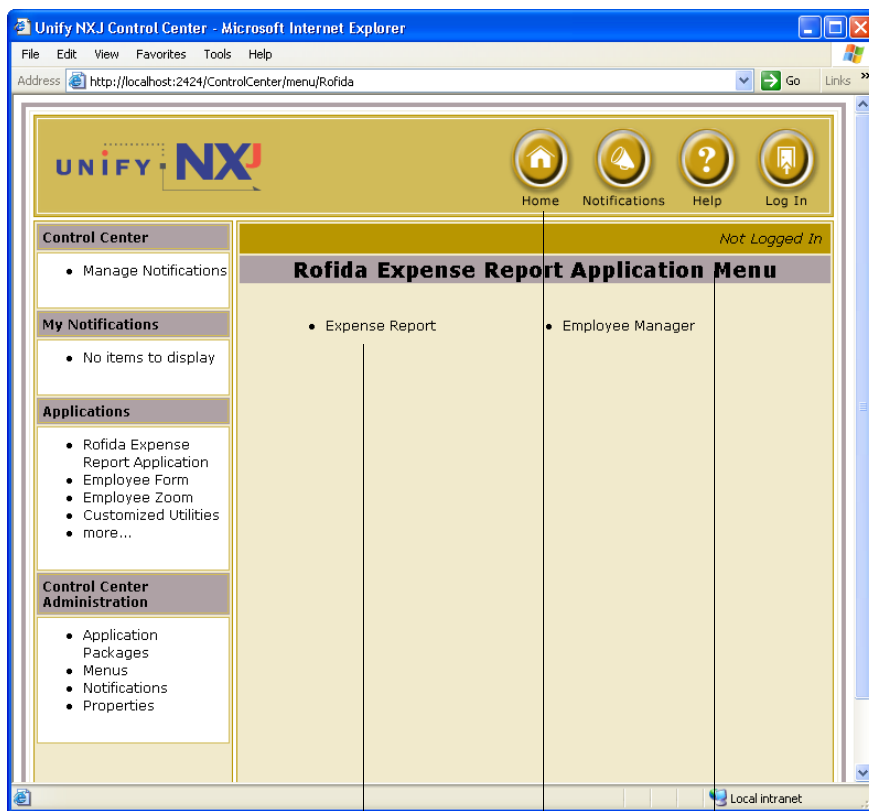 Unify NXJ Control Center - Microsoft Internet Explorer
File Edit View Favorites Tools Help
Address http://localhost:2424/ControlCenter/menu/Rofida Go Links »
UNIFY NXJ
Home Notifications Help Log In
Control Center
Manage Notifications
My Notifications
No items to display
Applications
Rofida Expense
Report Application
Employee Form
Employee Zoom
Customized Utilities
more...
Control Center
Administration
Application
Packages
Menus
Notifications
Properties
Not Logged In
Rofida Expense Report Application Menu
Expense Report
Employee Manager
Local intranet